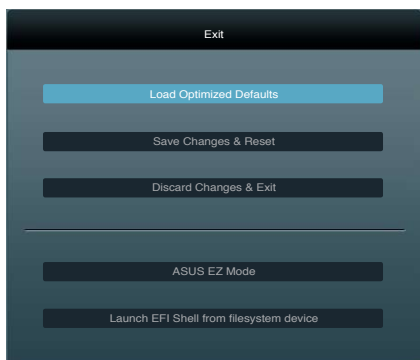 Exit
Load Optimized Defaults
Save Changes & Reset
Discard Changes & Exit
ASUS EZ Mode
Launch EFI Shell from filesystem device